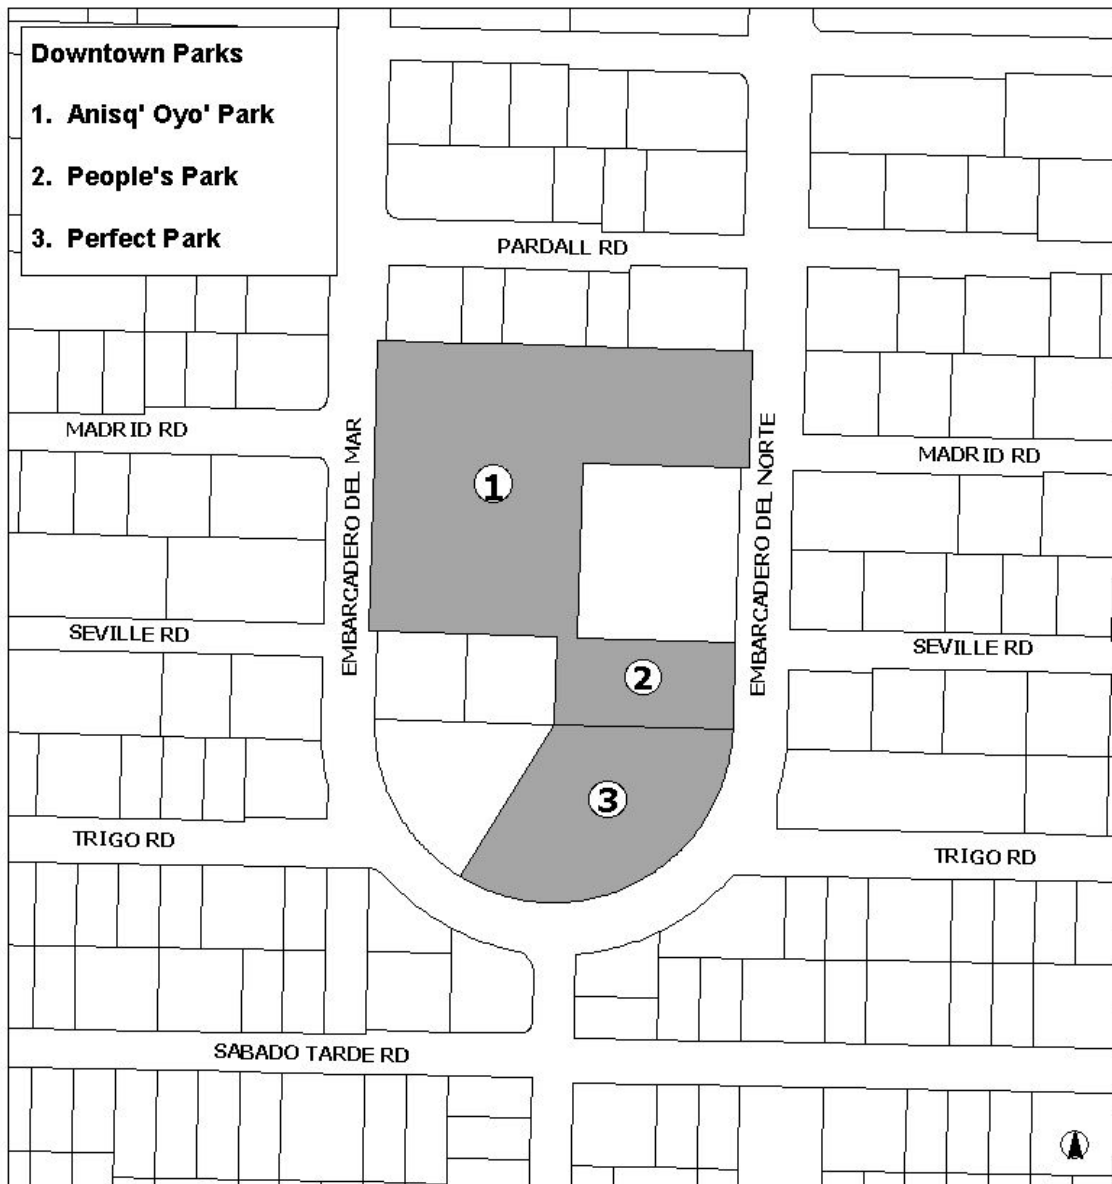 Downtown Parks
1. Anisq' Oyo' Park
2. People's Park
3. Perfect Park
PARDALL RD
MADRID RD
EMBARCADERO DEL MAR
1
EMBARCADERO DEL NORTE
MADRID RD
SEVILLE RD
2
SEVILLE RD
3
TRIGO RD
TRIGO RD
SABADO TARDE RD